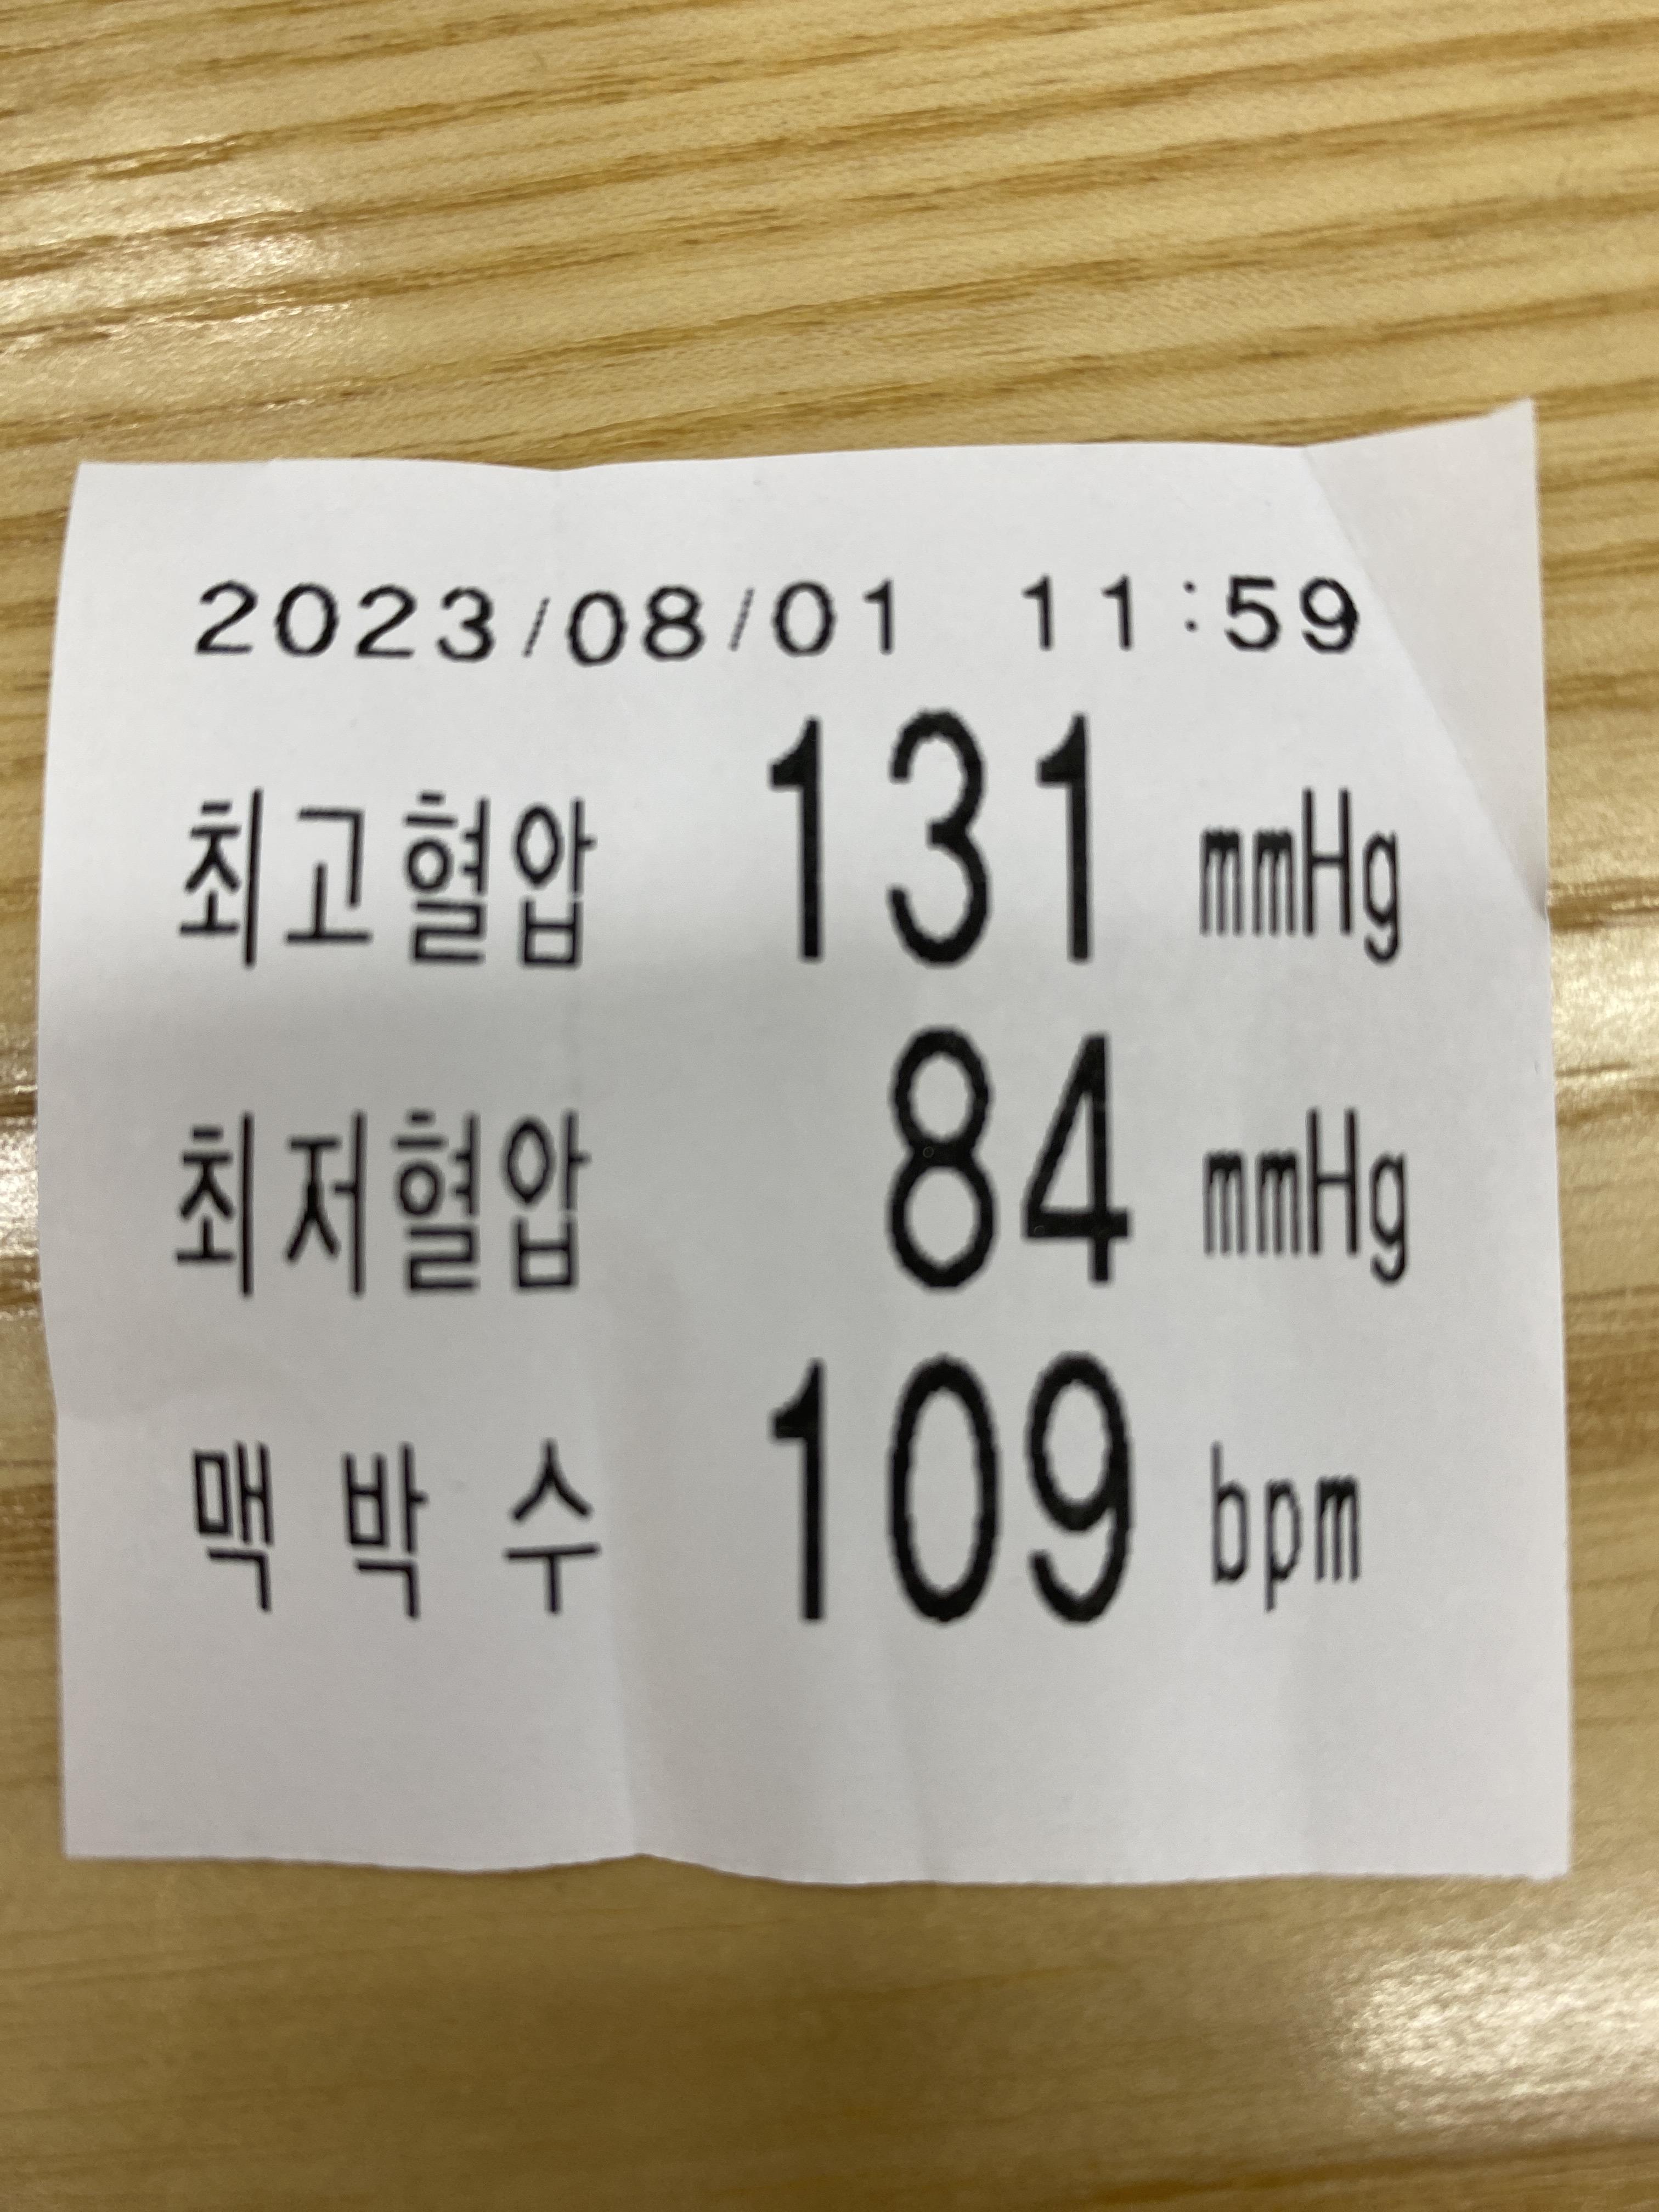 2023/08/01 11:59
최고혈압 131 mmHg
최저혈압 84 mmHg
맥 박 수 109 bpm